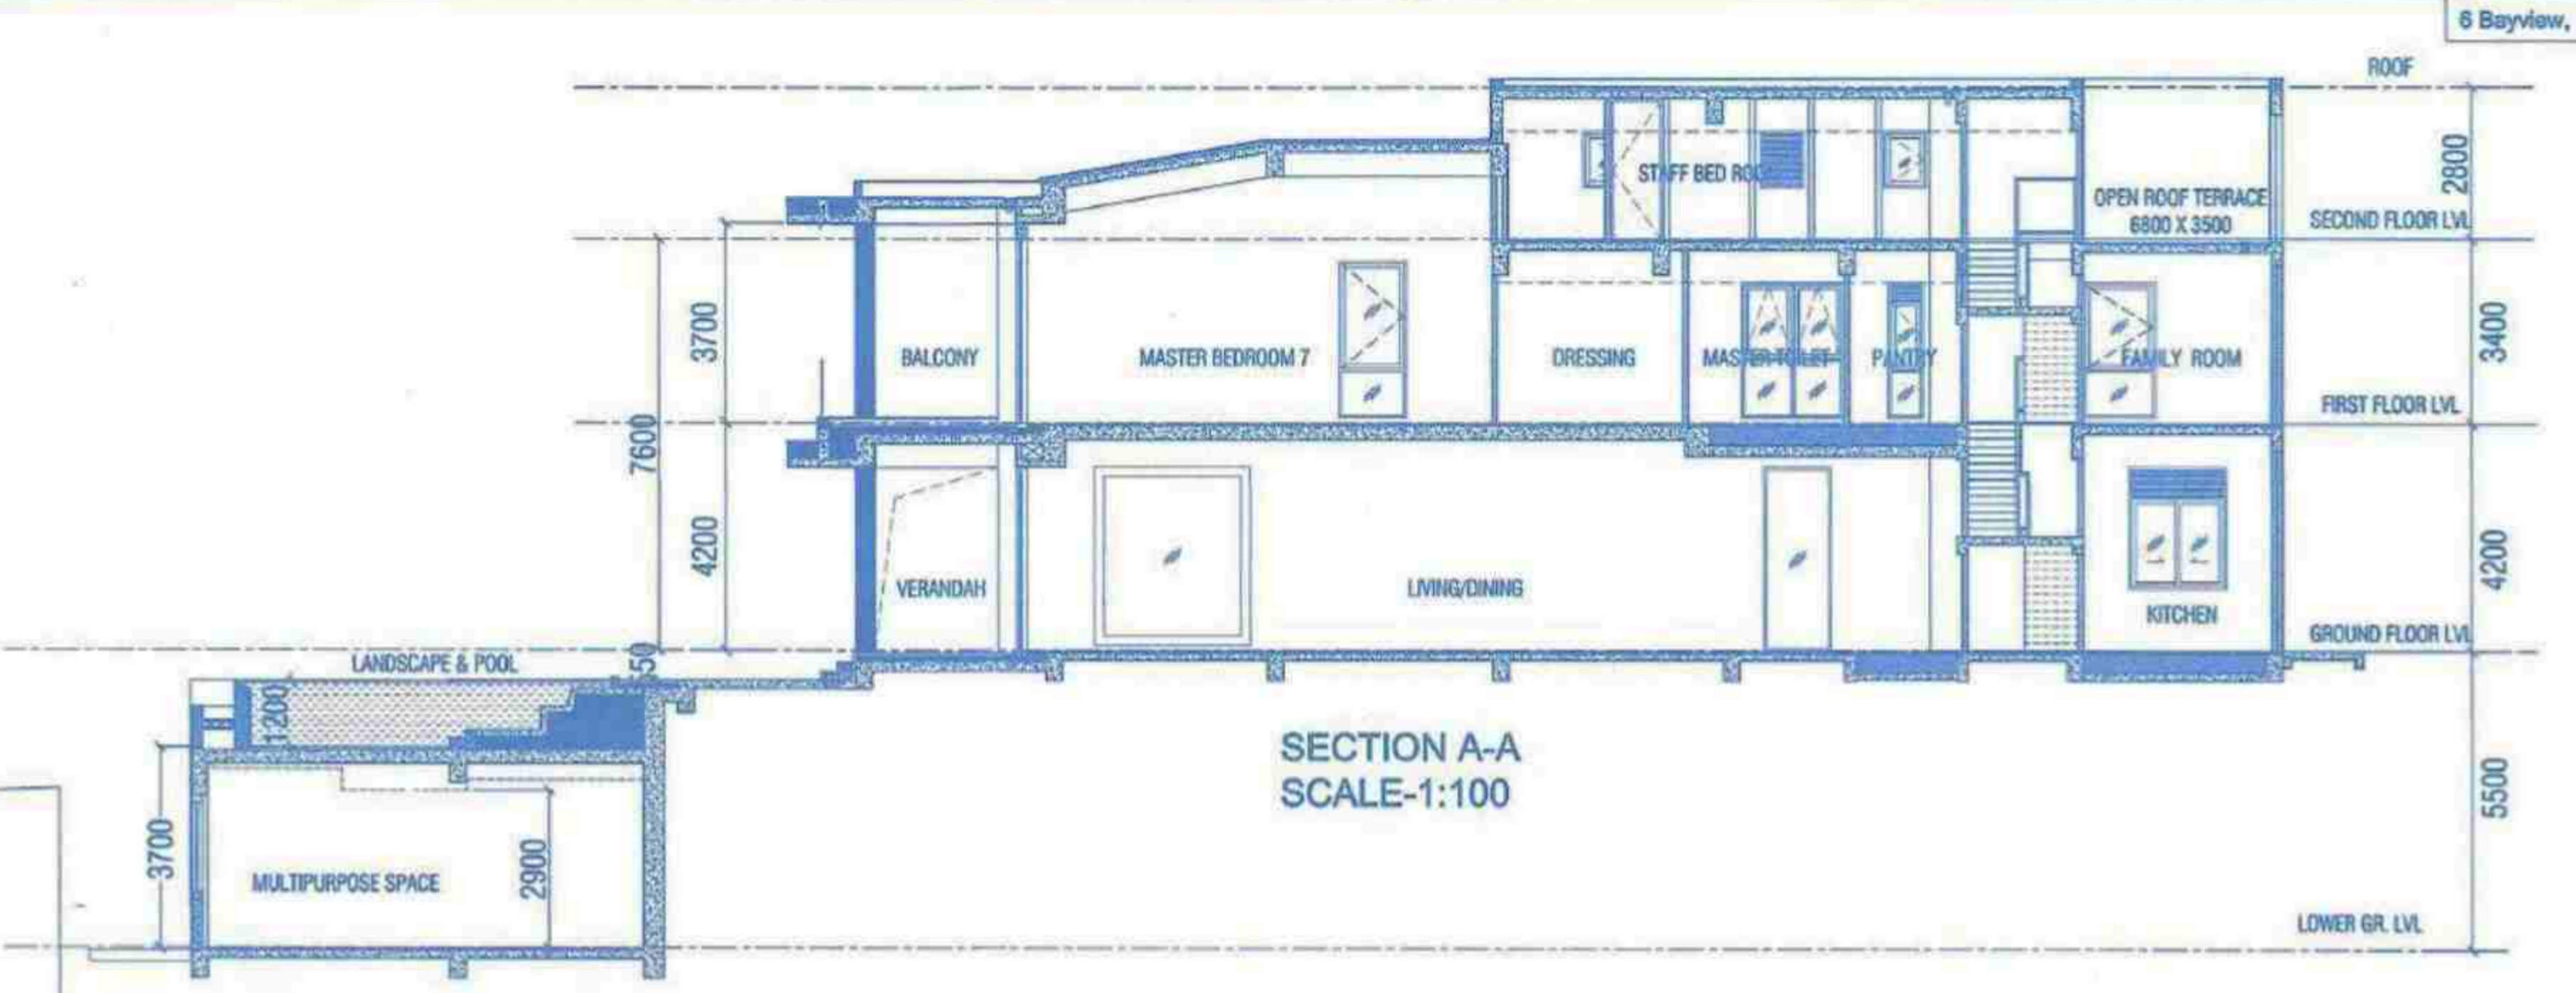 6 Bayview,
ROOF
2800
STAFF BED ROOM
OPEN ROOF TERRACE
6800 X 3500
SECOND FLOOR LVL
3700
7600
BALCONY
MASTER BEDROOM 7
DRESSING
MASTER TOILET
PANTRY
FAMILY ROOM
3400
FIRST FLOOR LVL
4200
VERANDAH
LIVING/DINING
KITCHEN
4200
GROUND FLOOR LVL
LANDSCAPE & POOL
1200
SECTION A-A
SCALE-1:100
5500
3700
MULTIPURPOSE SPACE
2900
LOWER GR. LVL